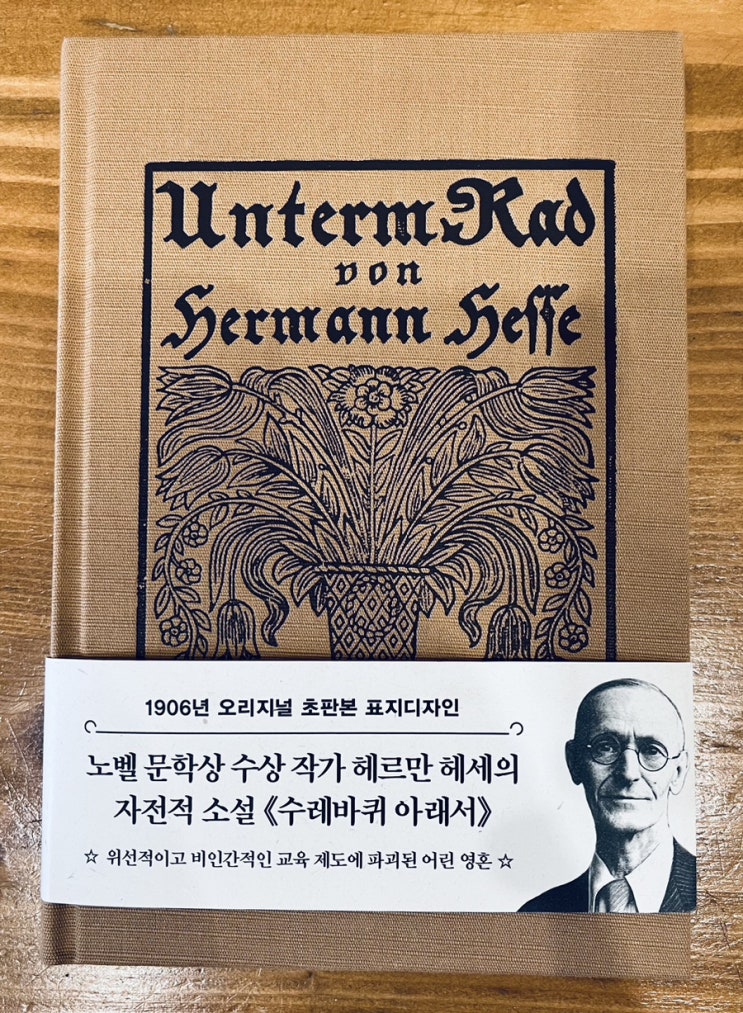 Unterm Rad
von
Hermann Hesse
1906년 오리지널 초판본 표지디자인
노벨 문학상 수상 작가 헤르만 헤세의
자전적 소설 《수레바퀴 아래서》
☆ 위선적이고 비인간적인 교육 제도에 파괴된 어린 영혼 ☆